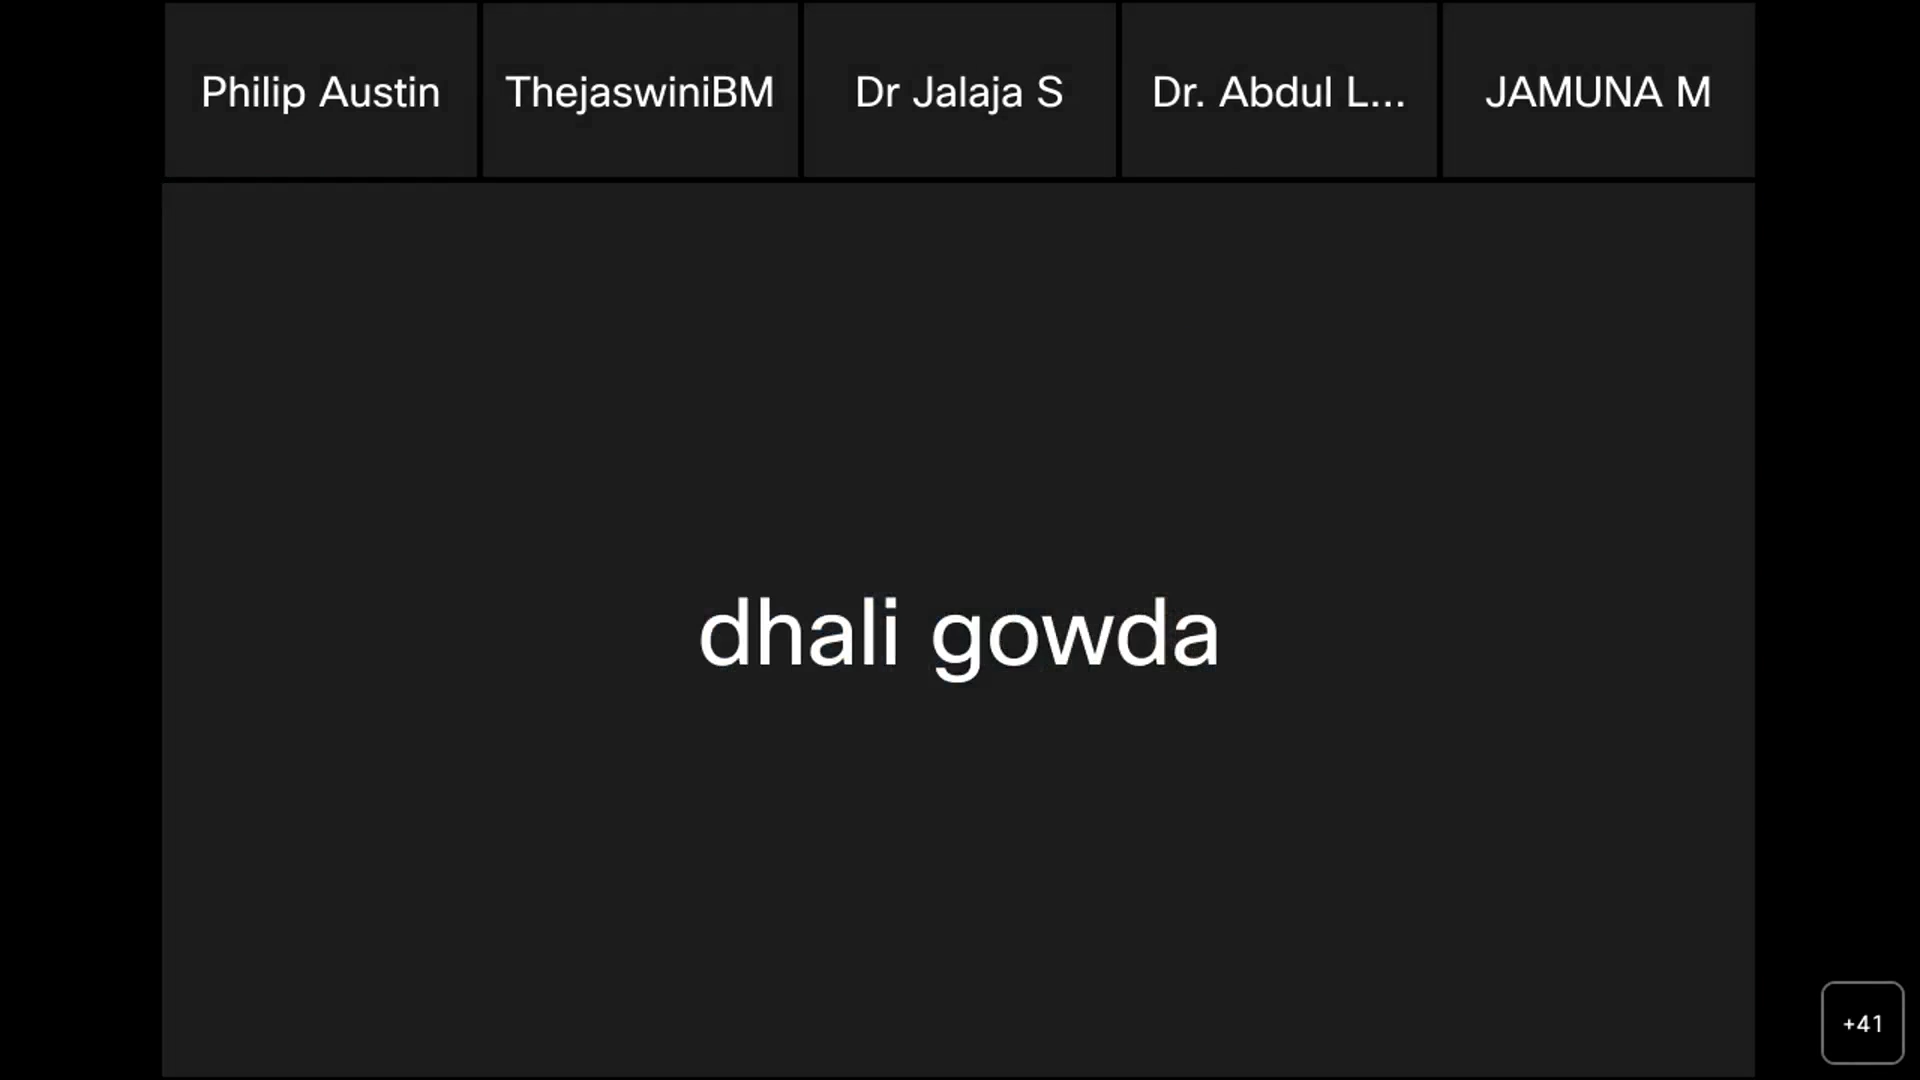 Philip Austin
ThejaswiniBM
Dr Jalaja S
Dr. Abdul L...
JAMUNA M
dhali gowda
+41